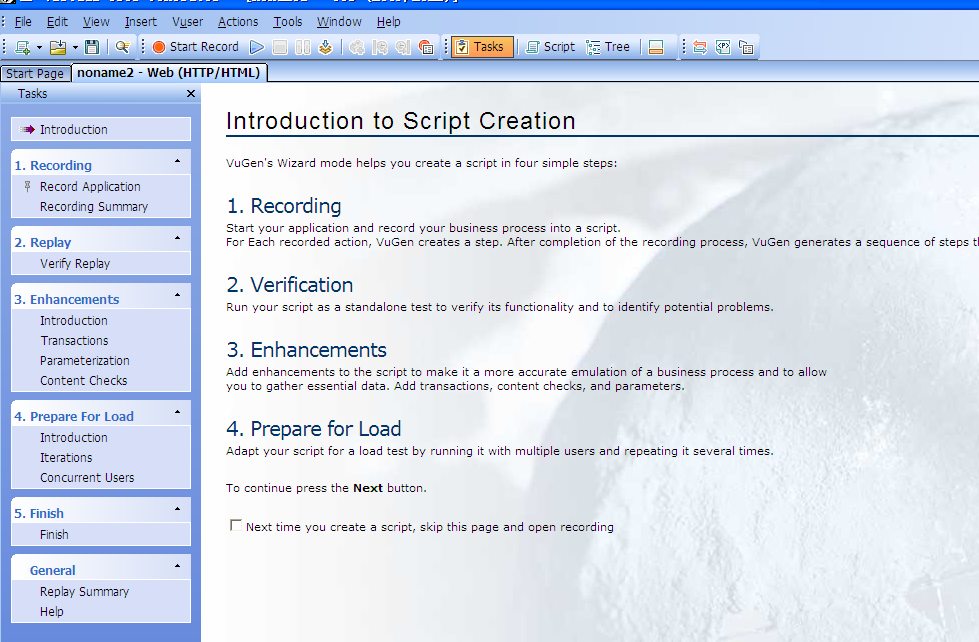 File Edit View Insert Vuser Actions Tools Window Help
Start Record Tasks Script Tree
Start Page noname2 - Web (HTTP/HTML)
Tasks
Introduction
1. Recording
Record Application
Recording Summary
2. Replay
Verify Replay
3. Enhancements
Introduction
Transactions
Parameterization
Content Checks
4. Prepare For Load
Introduction
Iterations
Concurrent Users
5. Finish
Finish
General
Replay Summary
Help
Introduction to Script Creation
VuGen's Wizard mode helps you create a script in four simple steps:
1. Recording
Start your application and record your business process into a script.
For Each recorded action, VuGen creates a step. After completion of the recording process, VuGen generates a sequence of steps
2. Verification
Run your script as a standalone test to verify its functionality and to identify potential problems.
3. Enhancements
Add enhancements to the script to make it a more accurate emulation of a business process and to allow
you to gather essential data. Add transactions, content checks, and parameters.
4. Prepare for Load
Adapt your script for a load test by running it with multiple users and repeating it several times.
To continue press the Next button.
Next time you create a script, skip this page and open recording